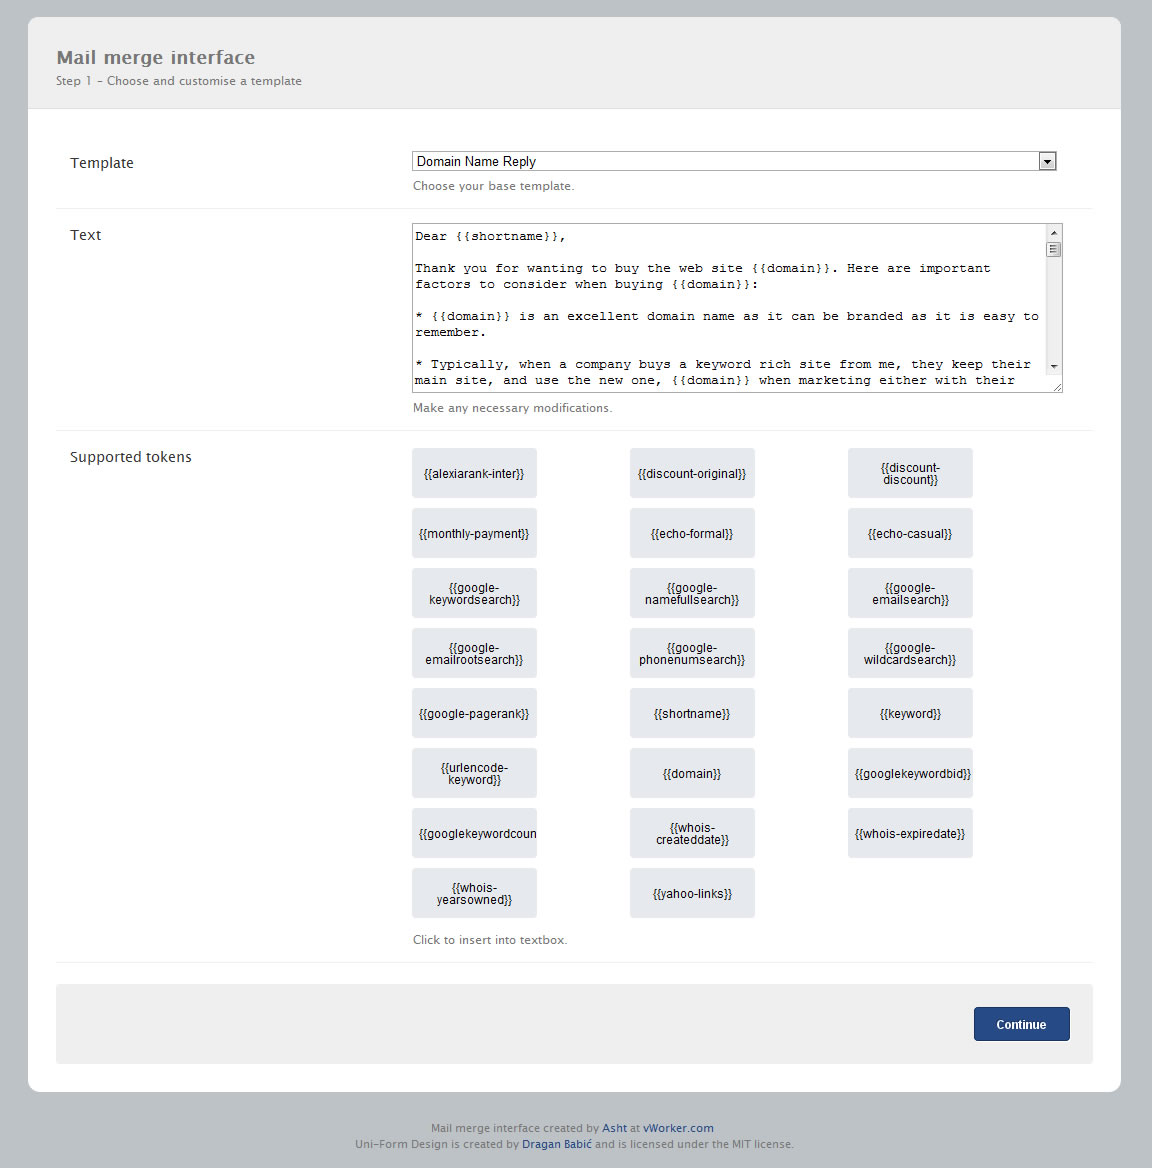 Mail merge interface
Step 1 - Choose and customise a template
Template
Domain Name Reply
Choose your base template.
Text
Dear {{shortname}},
Thank you for wanting to buy the web site {{domain}}. Here are important
factors to consider when buying {{domain}}:
* {{domain}} is an excellent domain name as it can be branded as it is easy to
remember.
* Typically, when a company buys a keyword rich site from me, they keep their
main site, and use the new one, {{domain}} when marketing either with their
Make any necessary modifications.
Supported tokens
{{alexiarank-inter}}
{{discount-original}}
{{discount-
discount}}
{{monthly-payment}}
{{echo-formal}}
{{echo-casual}}
{{google-
keywordsearch}}
{{google-
namefullsearch}}
{{google-
emailsearch}}
{{google-
emailrootsearch}}
{{google-
phonenumsearch}}
{{google-
wildcardsearch}}
{{google-pagerank}}
{{shortname}}
{{keyword}}
{{urlencode-
keyword}}
{{domain}}
{{googlekeywordbid}}
{{googlekeywordcoun
{{whois-
createddate}}
{{whois-expiredate}}
{{whois-
yearsowned}}
{{yahoo-links}}
Click to insert into textbox.
Continue
Mail merge interface created by Asht at vWorker.com
Uni-Form Design is created by Dragan Babić and is licensed under the MIT license.